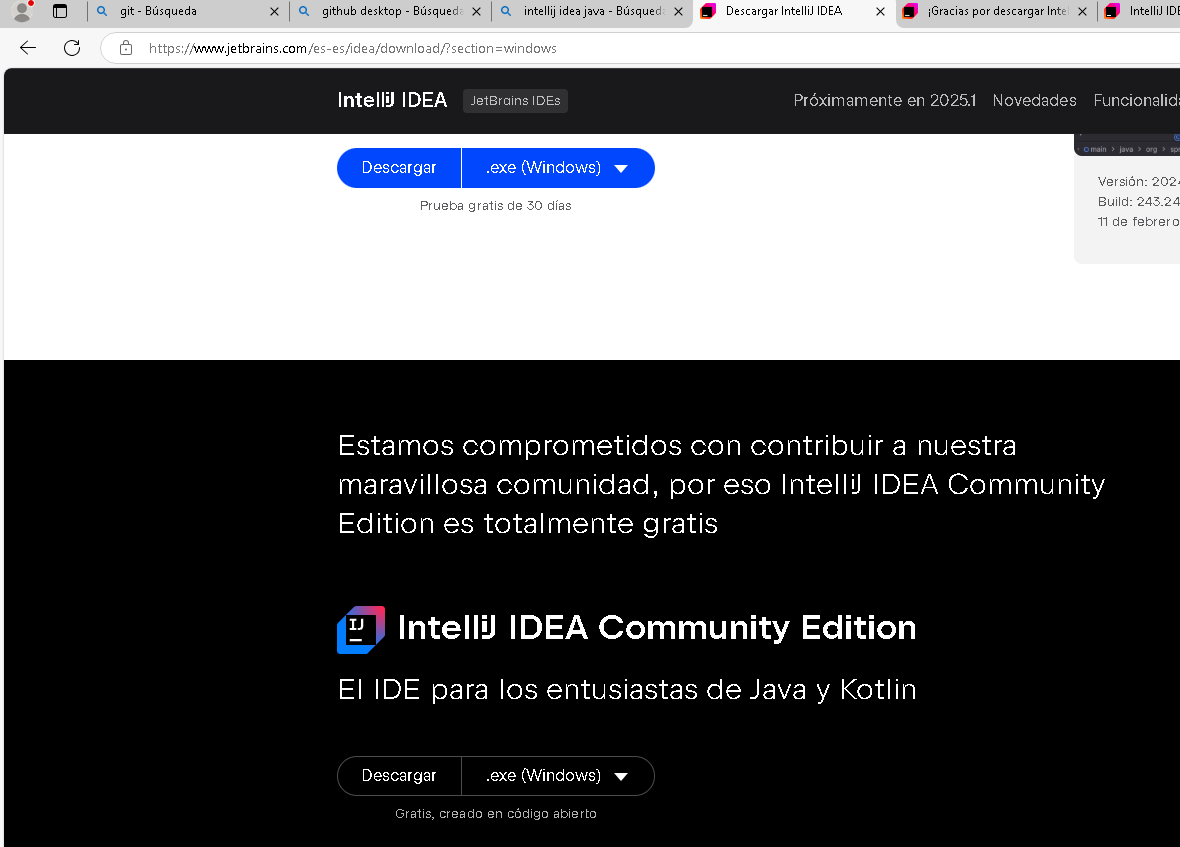 git - Búsqueda
github desktop - Búsqueda
intellij idea java - Búsqueda
Descargar IntelliJ IDEA
¡Gracias por descargar Intel
IntelliJ IDE
https://www.jetbrains.com/es-es/idea/download/?section=windows
IntelliJ IDEA JetBrains IDEs Próximamente en 2025.1 Novedades Funcionalid
main > java > org > spr
Descargar .exe (Windows)
Prueba gratis de 30 días
Versión: 2024
Build: 243.24
11 de febrero
Estamos comprometidos con contribuir a nuestra
maravillosa comunidad, por eso IntelliJ IDEA Community
Edition es totalmente gratis
IJ
IntelliJ IDEA Community Edition
El IDE para los entusiastas de Java y Kotlin
Descargar .exe (Windows)
Gratis, creado en código abierto